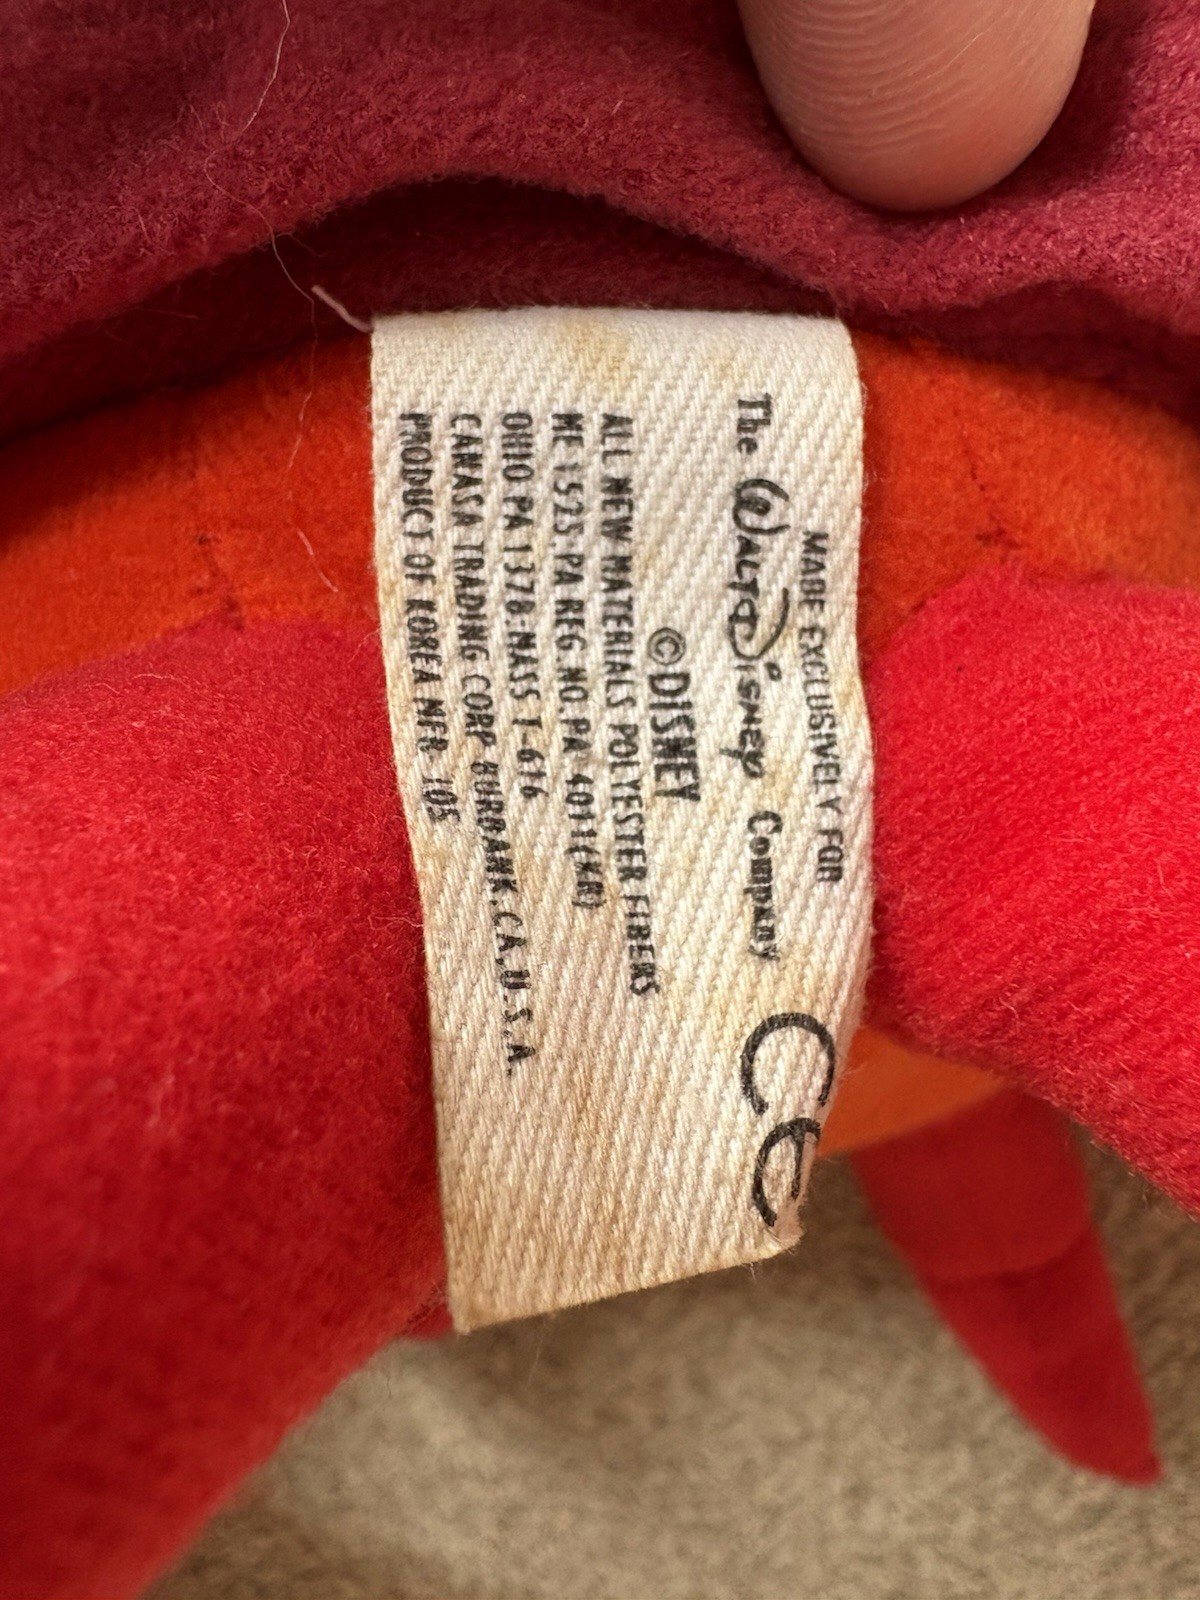 MADE EXCLUSIVELY FOR
The WALT DISNEY Company
CE
©DISNEY
ALL NEW MATERIALS POLYESTER FIBERS
ME 1525·PA REG.NO.PA 4011(KR)
OHIO PA 1378·MASS T-616
CANASA TRADING CORP BURBANK,CA,U.S.A.
PRODUCT OF KOREA NFR 105